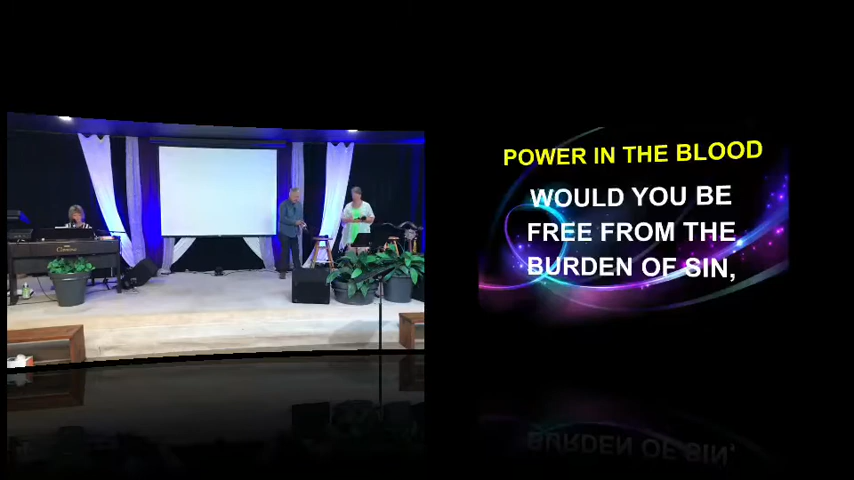 POWER IN THE BLOOD
WOULD YOU BE
FREE FROM THE
BURDEN OF SIN,